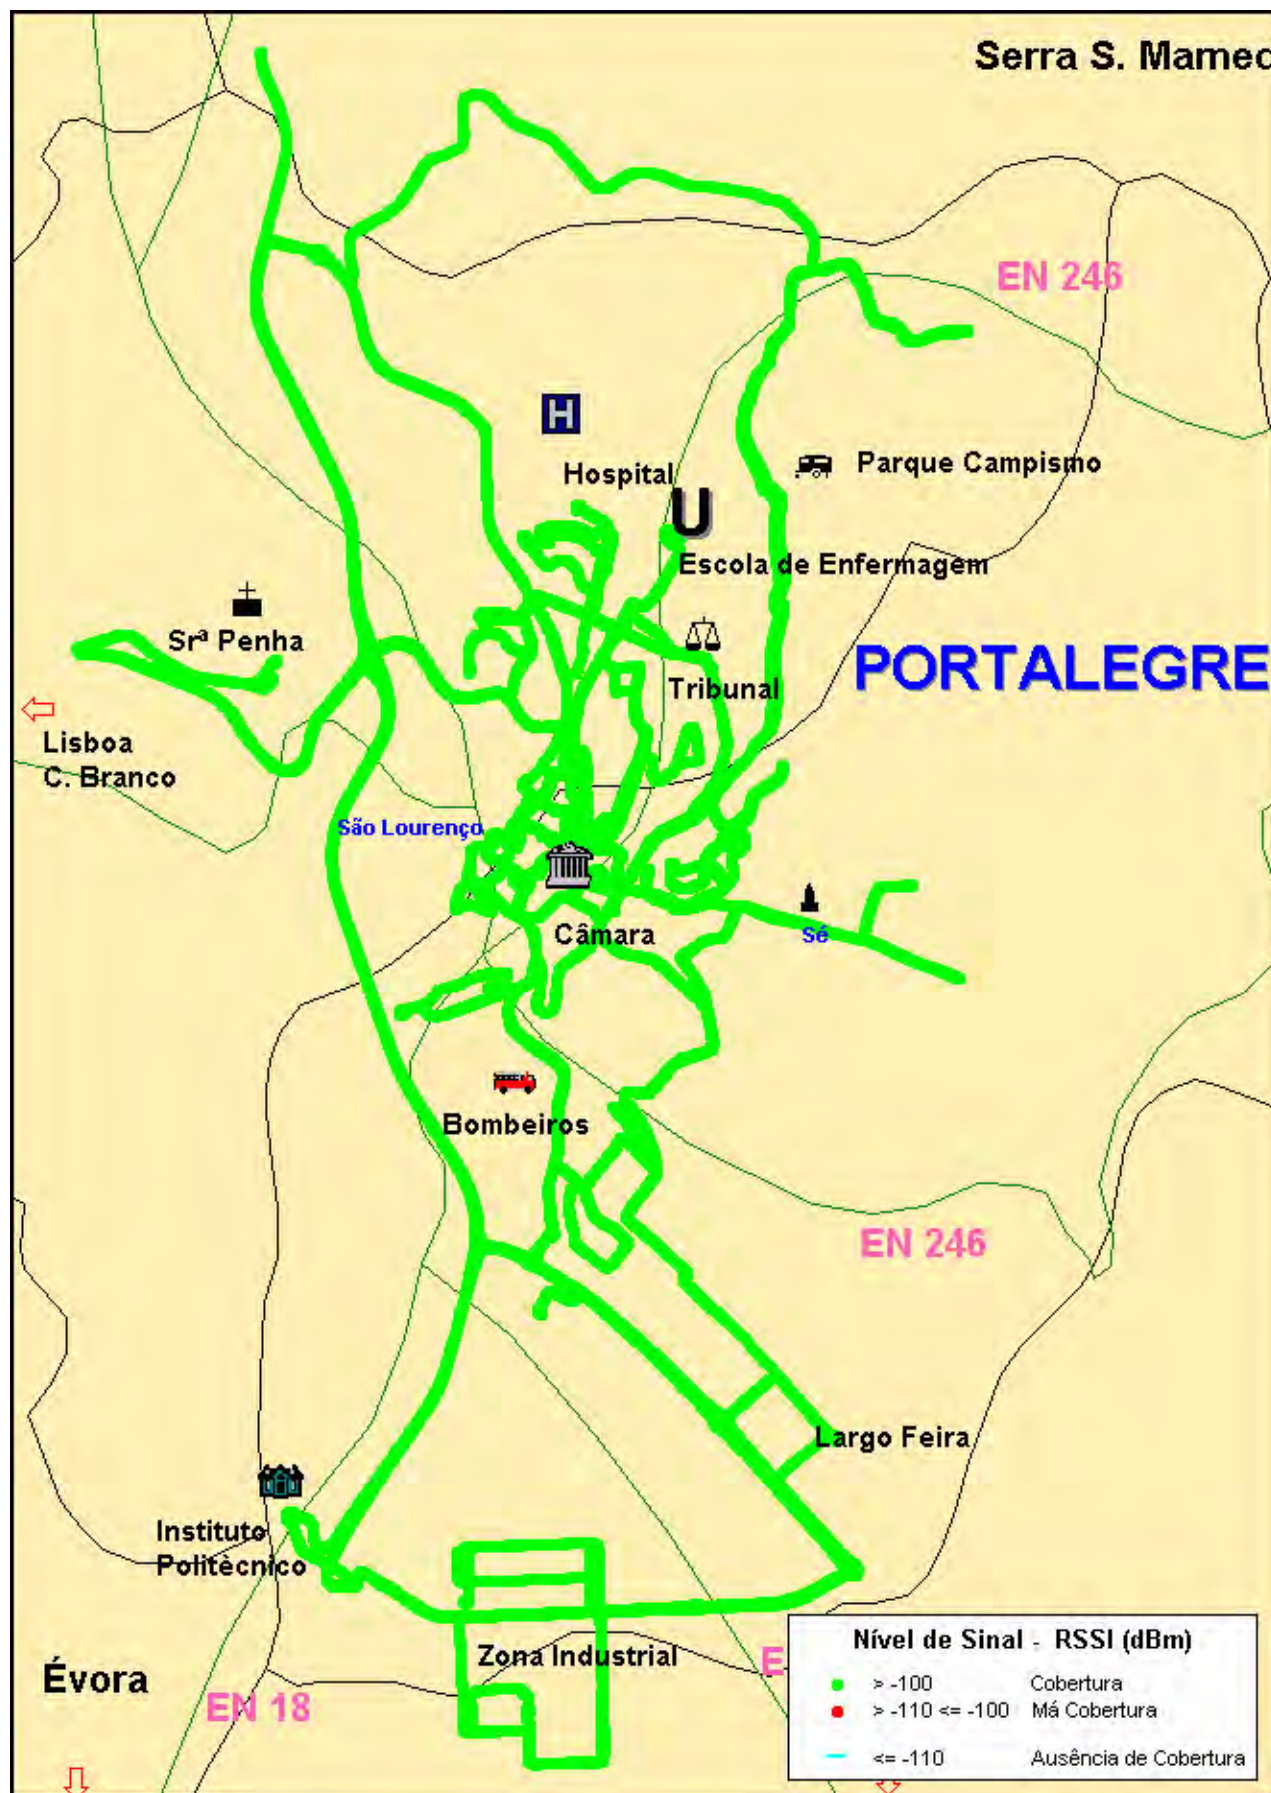 Serra S. Mamed
EN 246
H
Hospital
Parque Campismo
U
Escola de Enfermagem
Srª Penha
Tribunal
PORTALEGRE
Lisboa
C. Branco
São Lourenço
Câmara
Sé
Bombeiros
EN 246
Largo Feira
Instituto
Politècnico
Zona Industrial
Évora
EN 18
E
Nível de Sinal - RSSI (dBm)
> -100 Cobertura
> -110 <= -100 Má Cobertura
<= -110 Ausência de Cobertura